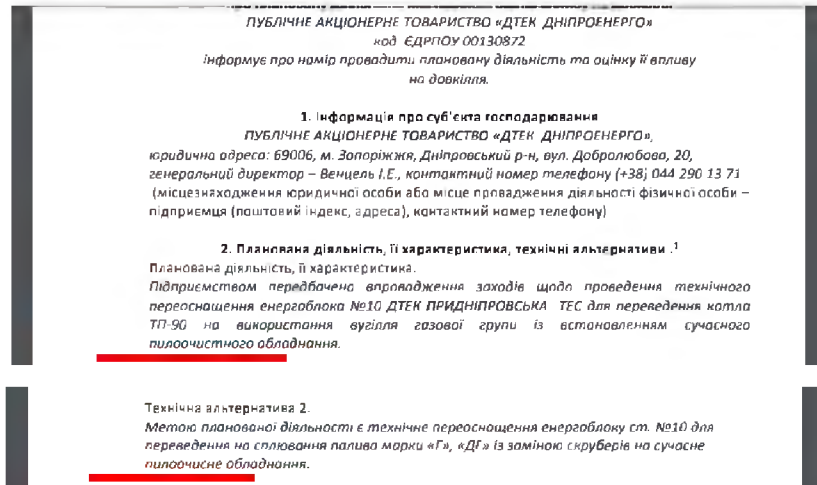 ПУБЛІЧНЕ АКЦІОНЕРНЕ ТОВАРИСТВО «ДТЕК ДНІПРОЕНЕРГО»
код ЄДРПОУ 00130872
інформує про намір провадити плановану діяльність та оцінку її впливу
на довкілля.
1. Інформація про суб'єкта господарювання
ПУБЛІЧНЕ АКЦІОНЕРНЕ ТОВАРИСТВО «ДТЕК ДНІПРОЕНЕРГО»,
юридична адреса: 69006, м. Запоріжжя, Дніпровський р-н, вул. Добролюбова, 20,
генеральний директор – Венцель І.Е., контактний номер телефону (+38) 044 290 13 71
(місцезнаходження юридичної особи або місце провадження діяльності фізичної особи –
підприємця (поштовий індекс, адреса), контактний номер телефону)
2. Планована діяльність, її характеристика, технічні альтернативи .¹
Планована діяльність, її характеристика.
Підприємством передбачено впровадження заходів щодо проведення технічного
переоснащення енергоблока №10 ДТЕК ПРИДНІПРОВСЬКА ТЕС для переведення котла
ТП-90 на використання вугілля газової групи із встановленням сучасного
пилоочистного обладнання.
Технічна альтернатива 2.
Метою планованої діяльності є технічне переоснащення енергоблоку ст. №10 для
переведення на спалювання палива марки «Г», «ДГ» із заміною скруберів на сучасне
пилоочисне обладнання.